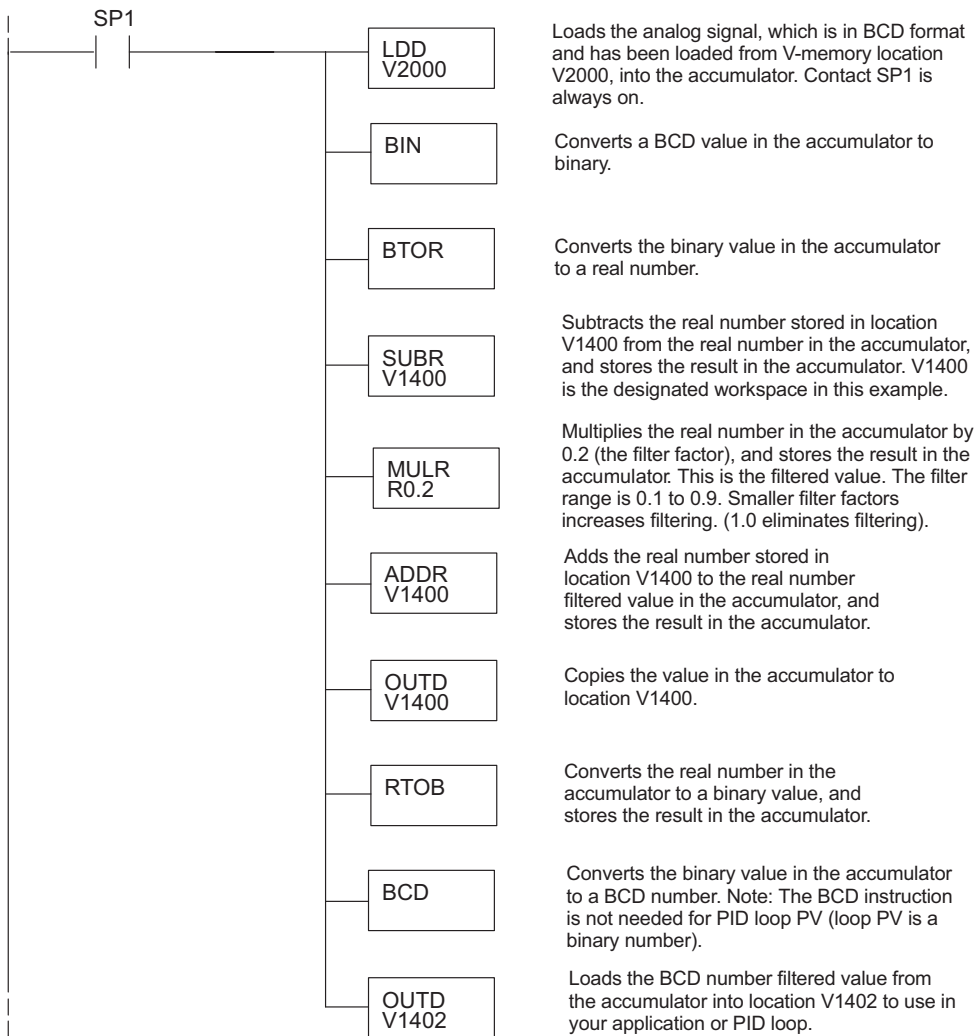 SP1
LDD
V2000
Loads the analog signal, which is in BCD format
and has been loaded from V-memory location
V2000, into the accumulator. Contact SP1 is
always on.
BIN
Converts a BCD value in the accumulator to
binary.
BTOR
Converts the binary value in the accumulator
to a real number.
SUBR
V1400
Subtracts the real number stored in location
V1400 from the real number in the accumulator,
and stores the result in the accumulator. V1400
is the designated workspace in this example.
MULR
R0.2
Multiplies the real number in the accumulator by
0.2 (the filter factor), and stores the result in the
accumulator. This is the filtered value. The filter
range is 0.1 to 0.9. Smaller filter factors
increases filtering. (1.0 eliminates filtering).
ADDR
V1400
Adds the real number stored in
location V1400 to the real number
filtered value in the accumulator, and
stores the result in the accumulator.
OUTD
V1400
Copies the value in the accumulator to
location V1400.
RTOB
Converts the real number in the
accumulator to a binary value, and
stores the result in the accumulator.
BCD
Converts the binary value in the accumulator
to a BCD number. Note: The BCD instruction
is not needed for PID loop PV (loop PV is a
binary number).
OUTD
V1402
Loads the BCD number filtered value from
the accumulator into location V1402 to use in
your application or PID loop.